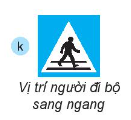 k
Vị trí người đi bộ
sang ngang